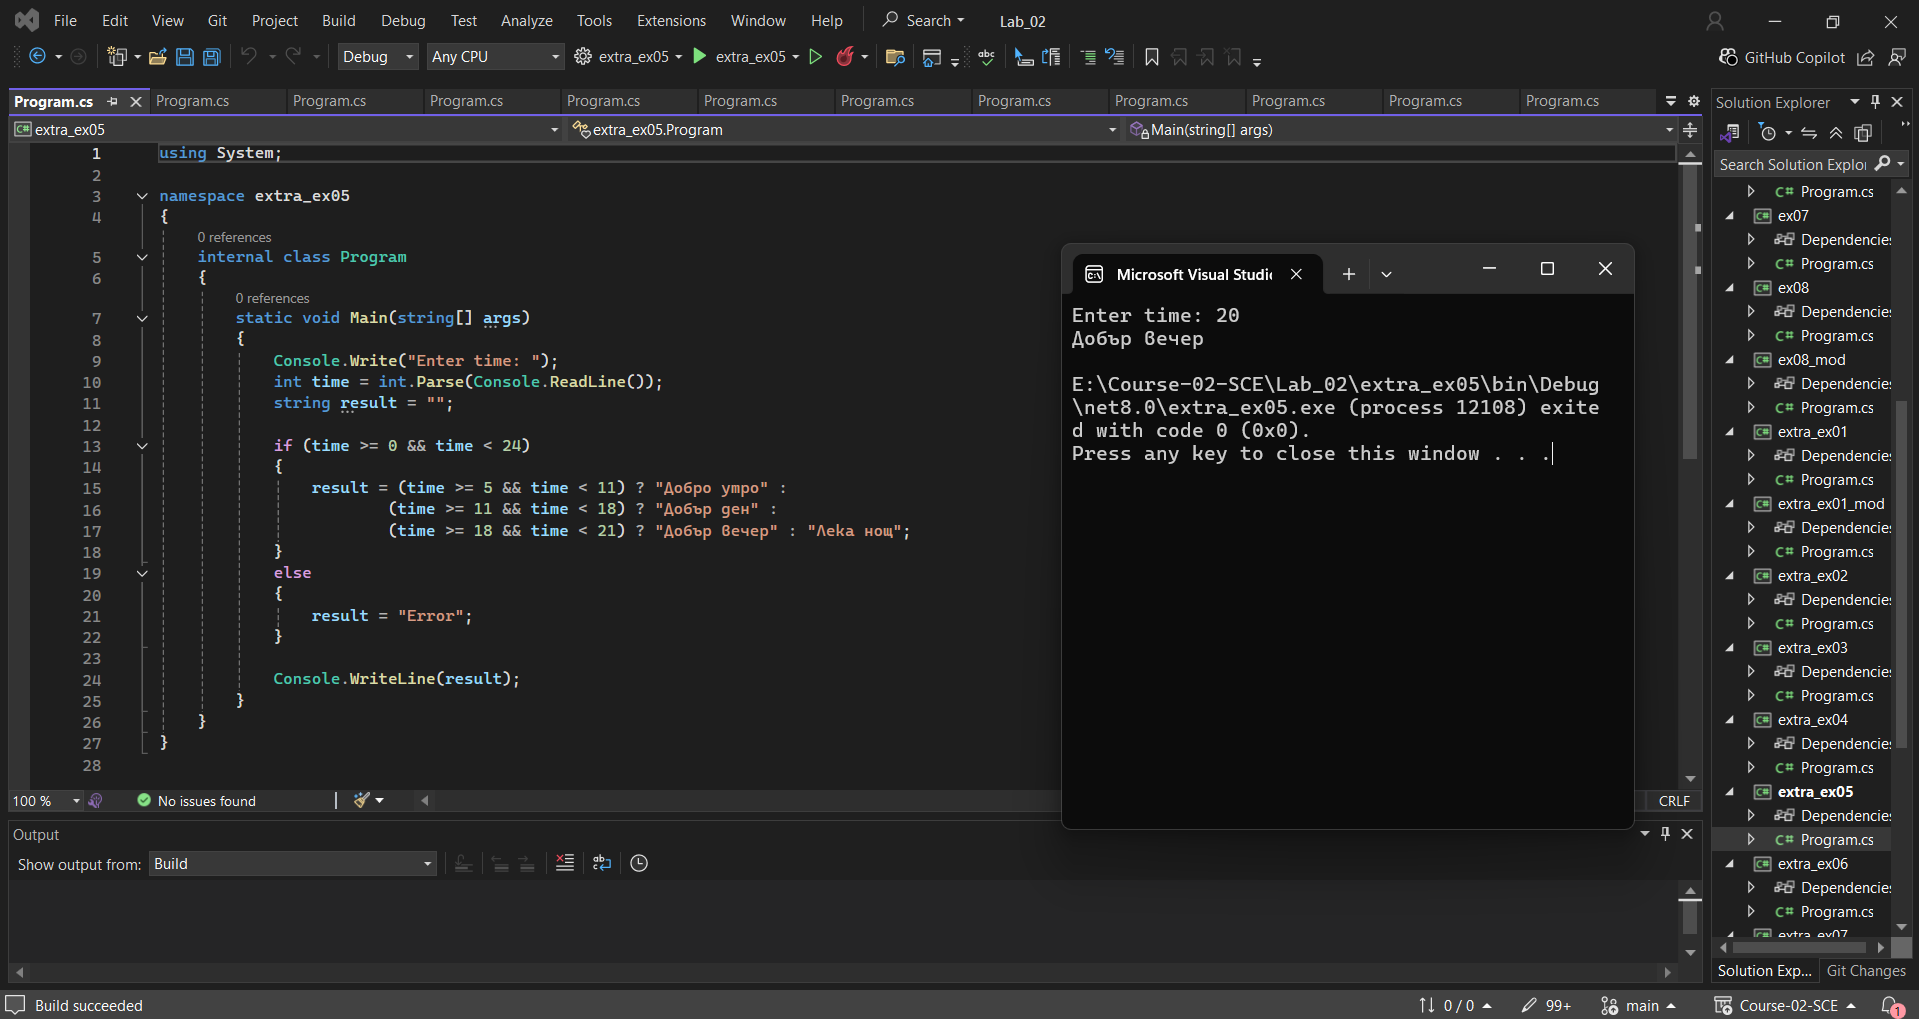 File Edit View Git Project Build Debug Test Analyze Tools Extensions Window Help Search Lab_02
Debug Any CPU extra_ex05 extra_ex05 GitHub Copilot
Program.cs Program.cs Program.cs Program.cs Program.cs Program.cs Program.cs Program.cs Program.cs Program.cs Program.cs Program.cs
extra_ex05 extra_ex05.Program Main(string[] args)
1 using System;
2
3 namespace extra_ex05
4 {
0 references
5 internal class Program
6 {
0 references
7 static void Main(string[] args)
8 {
9 Console.Write("Enter time: ");
10 int time = int.Parse(Console.ReadLine());
11 string result = "";
12
13 if (time >= 0 && time < 24)
14 {
15 result = (time >= 5 && time < 11) ? "Добро утро" :
16 (time >= 11 && time < 18) ? "Добър ден" :
17 (time >= 18 && time < 21) ? "Добър вечер" : "Лека нощ";
18 }
19 else
20 {
21 result = "Error";
22 }
23
24 Console.WriteLine(result);
25 }
26 }
27 }
28
100 % No issues found CRLF
Microsoft Visual Studi
Enter time: 20
Добър вечер
E:\Course-02-SCE\Lab_02\extra_ex05\bin\Debug
\net8.0\extra_ex05.exe (process 12108) exite
d with code 0 (0x0).
Press any key to close this window . . .
Solution Explorer
Search Solution Explo
C# Program.cs
C# ex07
Dependencies
C# Program.cs
C# ex08
Dependencies
C# Program.cs
C# ex08_mod
Dependencies
C# Program.cs
C# extra_ex01
Dependencies
C# Program.cs
C# extra_ex01_mod
Dependencies
C# Program.cs
C# extra_ex02
Dependencies
C# Program.cs
C# extra_ex03
Dependencies
C# Program.cs
C# extra_ex04
Dependencies
C# Program.cs
C# extra_ex05
Dependencies
C# Program.cs
C# extra_ex06
Dependencies
C# Program.cs
extra_ex07
Solution Exp... Git Changes
Output
Show output from: Build
Build succeeded 0 / 0 99+ main Course-02-SCE 1